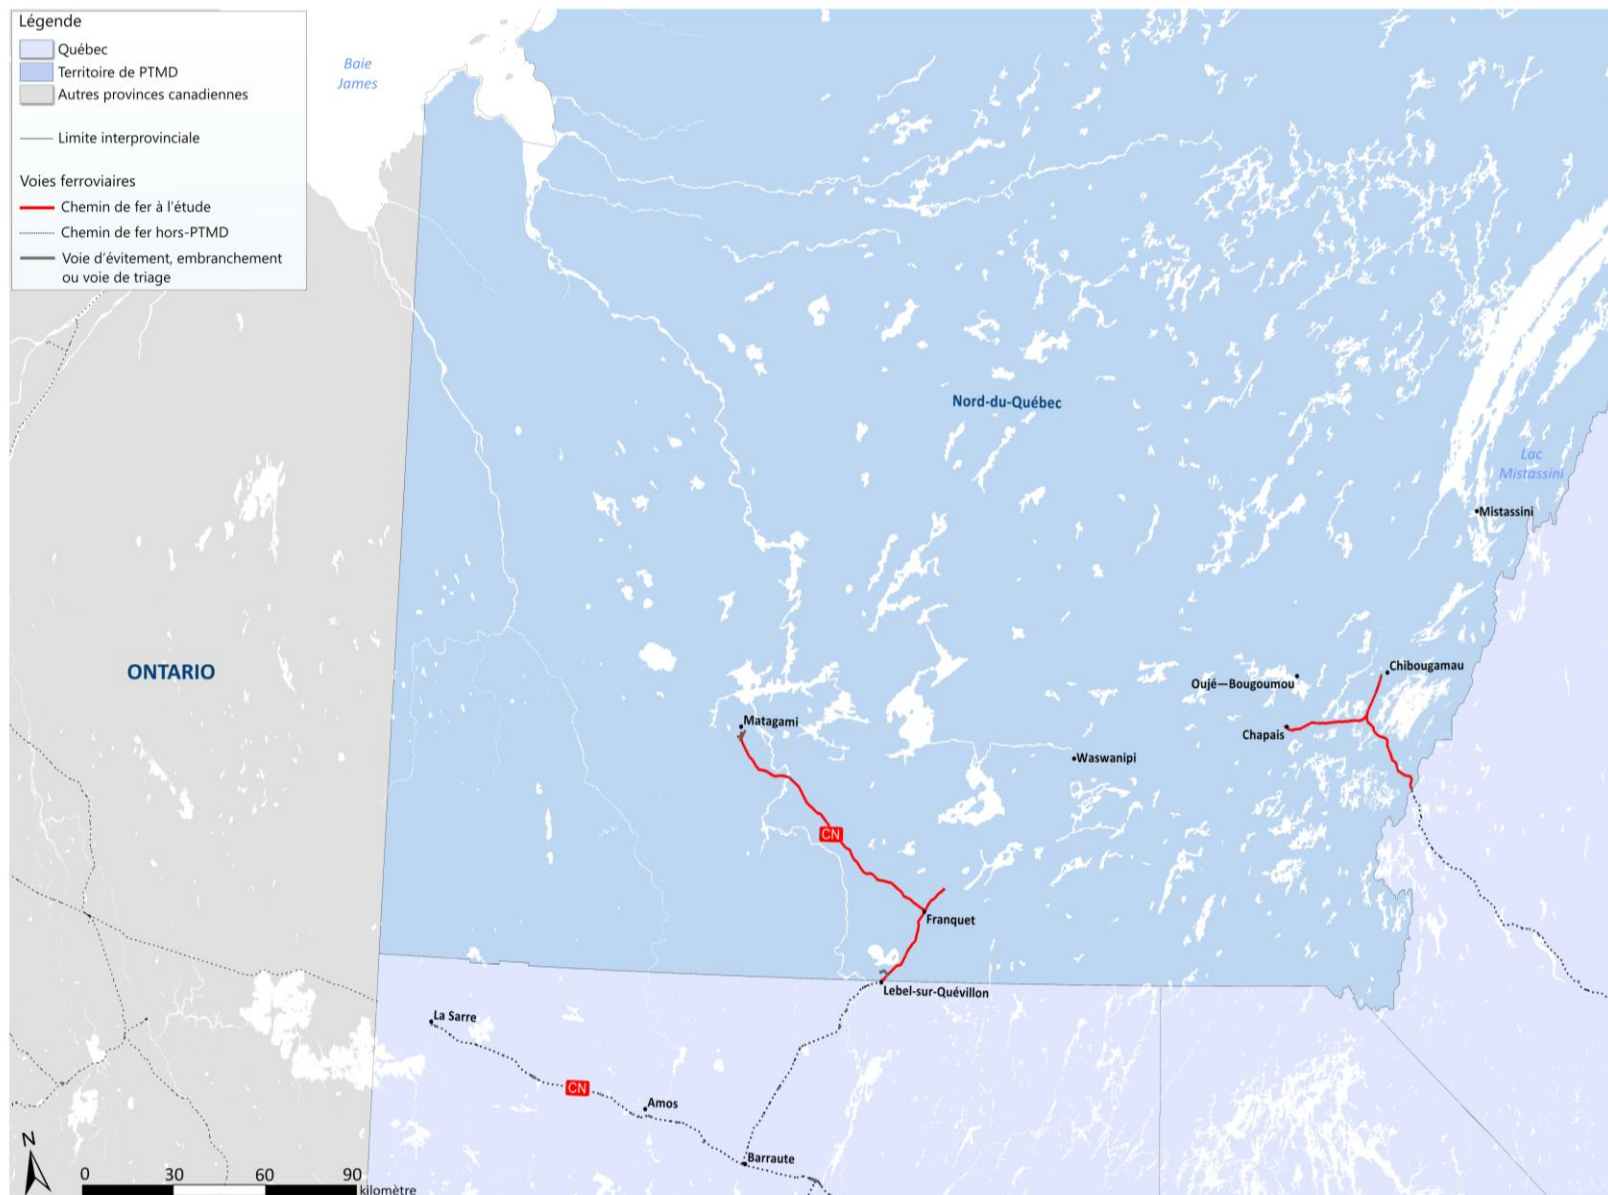 Légende
Québec
Territoire de PTMD
Autres provinces canadiennes
Limite interprovinciale
Voies ferroviaires
Chemin de fer à l'étude
Chemin de fer hors-PTMD
Voie d'évitement, embranchement
ou voie de triage
Baie
James
Nord-du-Québec
Lac
Mistassini
Mistassini
ONTARIO
Chibougamau
Oujé—Bougoumou
Matagami
Chapais
Waswanipi
CN
Franquet
Lebel-sur-Quévillon
La Sarre
CN
Amos
Barraute
N
0 30 60 90
kilomètre